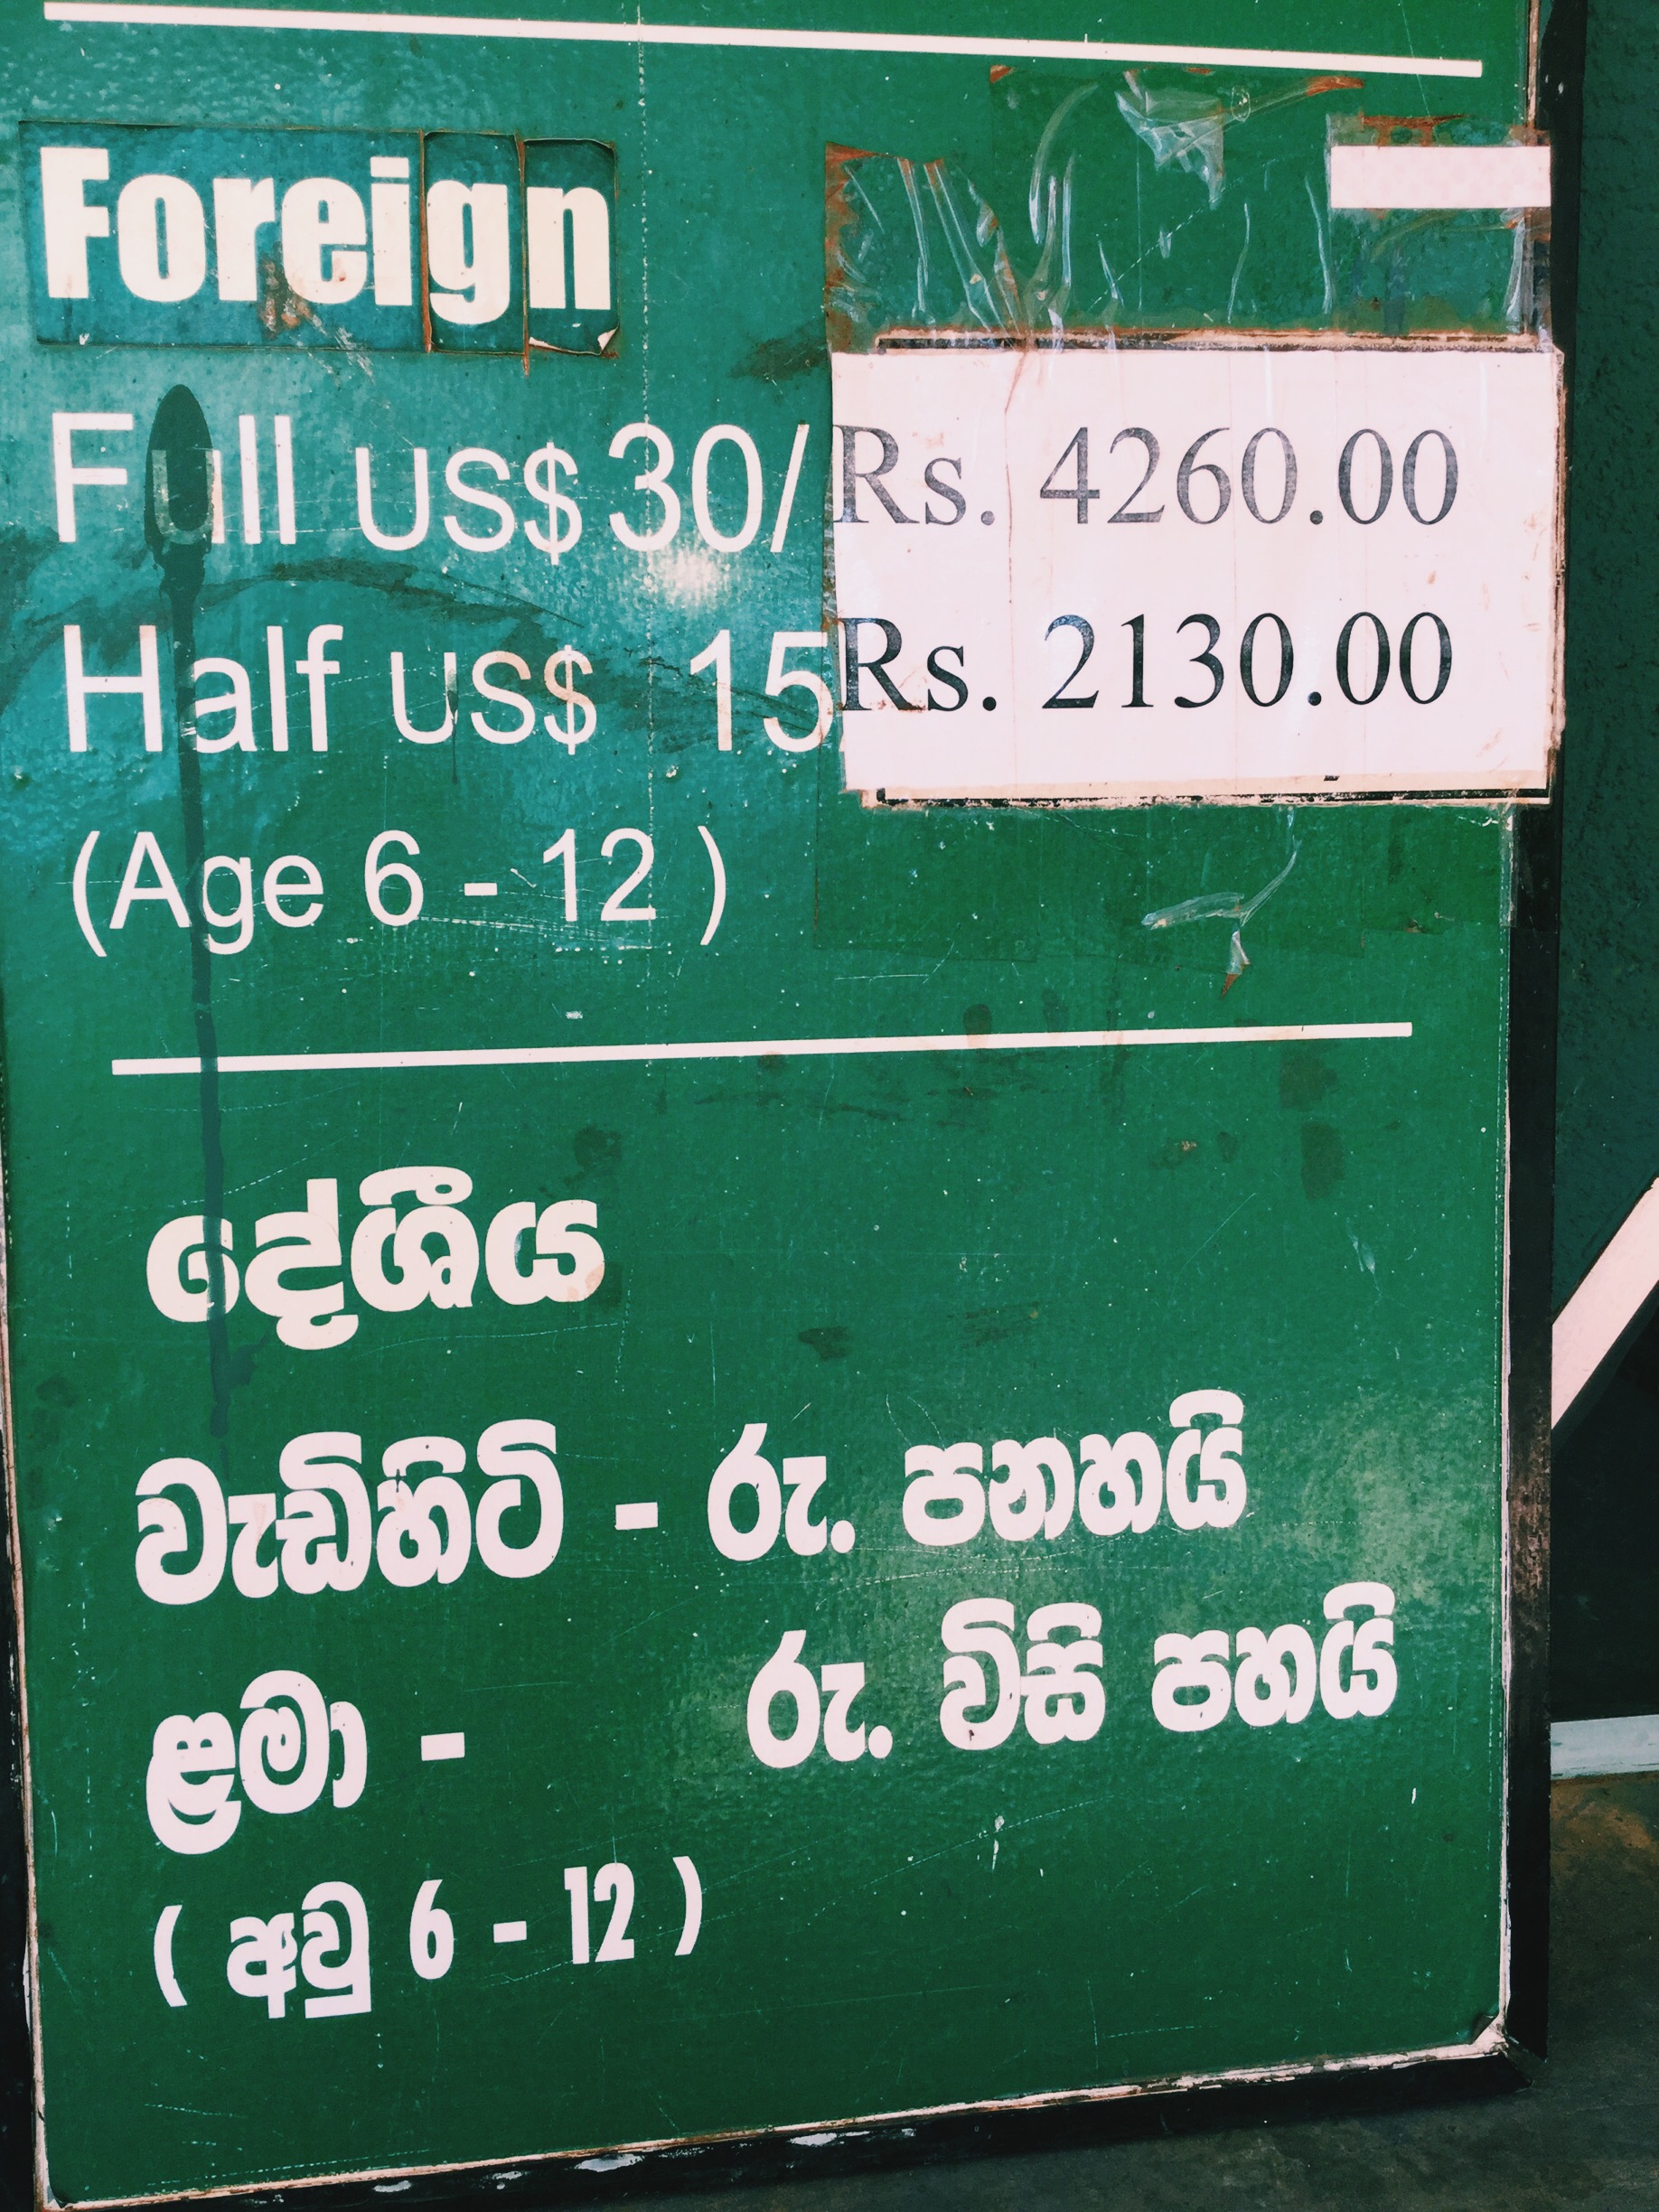 Foreign
Full US$ 30/ Rs. 4260.00
Half US$ 15 Rs. 2130.00
(Age 6 - 12 )
දේශීය
වැඩිහිටි - රු. පනහයි
ළමා - රු. විසි පහයි
( අවු 6 - 12 )